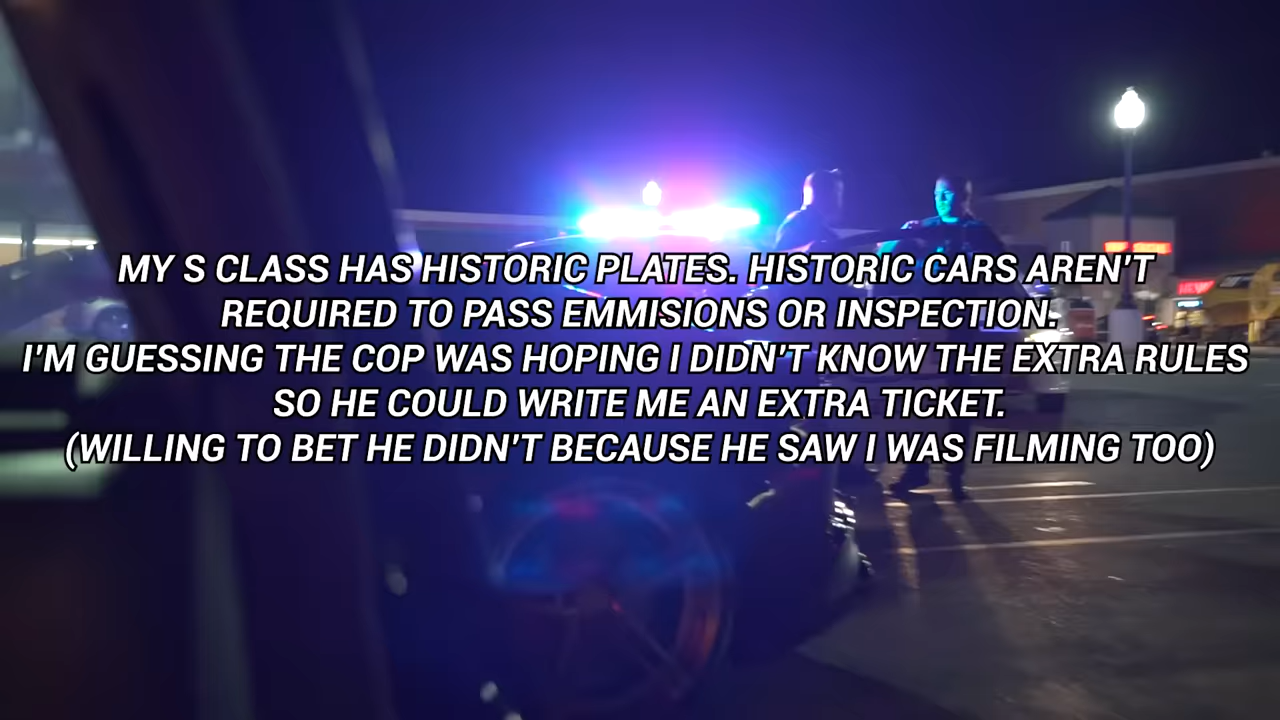 MY S CLASS HAS HISTORIC PLATES. HISTORIC CARS AREN'T
REQUIRED TO PASS EMMISIONS OR INSPECTION.
I'M GUESSING THE COP WAS HOPING I DIDN'T KNOW THE EXTRA RULES
SO HE COULD WRITE ME AN EXTRA TICKET.
(WILLING TO BET HE DIDN'T BECAUSE HE SAW I WAS FILMING TOO)